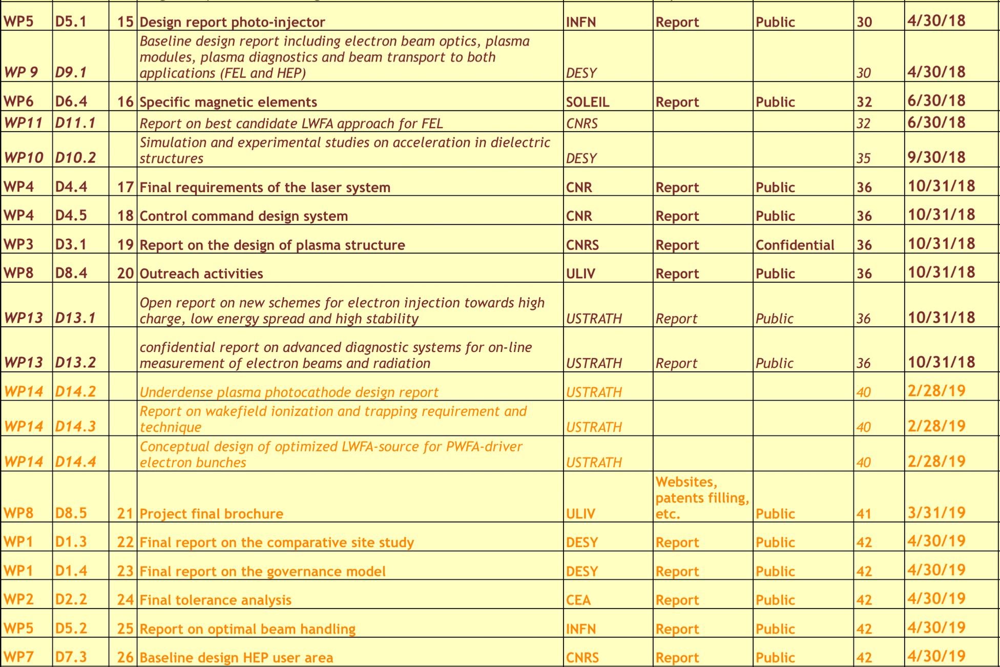 WP5 D5.1 15 Design report photo-injector INFN Report Public 30 4/30/18
Baseline design report including electron beam optics, plasma
modules, plasma diagnostics and beam transport to both
WP 9 D9.1 applications (FEL and HEP) DESY 30 4/30/18
WP6 D6.4 16 Specific magnetic elements SOLEIL Report Public 32 6/30/18
WP11 D11.1 Report on best candidate LWFA approach for FEL CNRS 32 6/30/18
Simulation and experimental studies on acceleration in dielectric
WP10 D10.2 structures DESY 35 9/30/18
WP4 D4.4 17 Final requirements of the laser system CNR Report Public 36 10/31/18
WP4 D4.5 18 Control command design system CNR Report Public 36 10/31/18
WP3 D3.1 19 Report on the design of plasma structure CNRS Report Confidential 36 10/31/18
WP8 D8.4 20 Outreach activities ULIV Report Public 36 10/31/18
Open report on new schemes for electron injection towards high
WP13 D13.1 charge, low energy spread and high stability USTRATH Report Public 36 10/31/18
confidential report on advanced diagnostic systems for on-line
WP13 D13.2 measurement of electron beams and radiation USTRATH Report Public 36 10/31/18
WP14 D14.2 Underdense plasma photocathode design report USTRATH 40 2/28/19
Report on wakefield ionization and trapping requirement and
WP14 D14.3 technique USTRATH 40 2/28/19
Conceptual design of optimized LWFA-source for PWFA-driver
WP14 D14.4 electron bunches USTRATH 40 2/28/19
Websites,
patents filling,
WP8 D8.5 21 Project final brochure ULIV etc. Public 41 3/31/19
WP1 D1.3 22 Final report on the comparative site study DESY Report Public 42 4/30/19
WP1 D1.4 23 Final report on the governance model DESY Report Public 42 4/30/19
WP2 D2.2 24 Final tolerance analysis CEA Report Public 42 4/30/19
WP5 D5.2 25 Report on optimal beam handling INFN Report Public 42 4/30/19
WP7 D7.3 26 Baseline design HEP user area CNRS Report Public 42 4/30/19